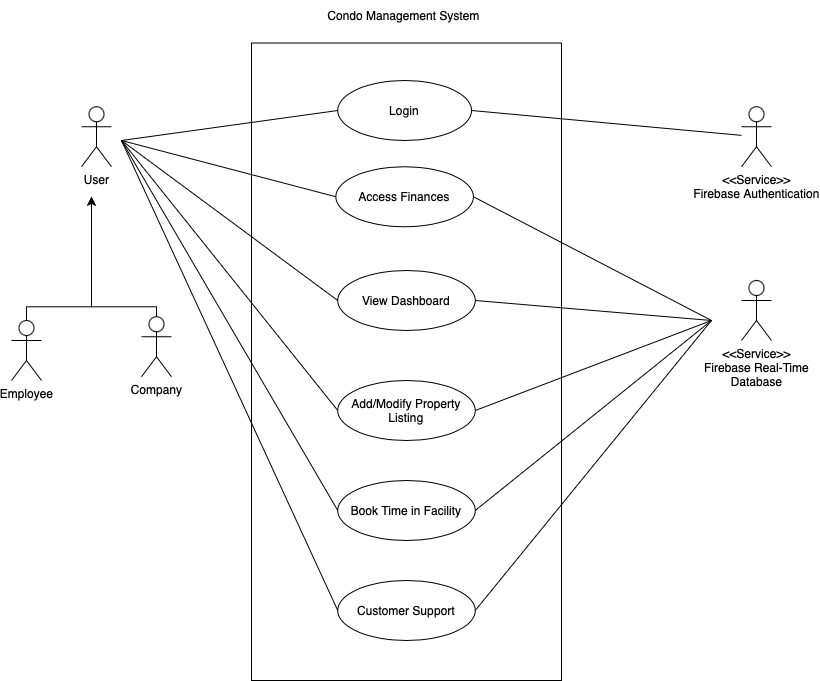 Condo Management System
Login
User
<<Service>>
Firebase Authentication
Access Finances
View Dashboard
<<Service>>
Firebase Real-Time
Database
Employee
Company
Add/Modify Property
Listing
Book Time in Facility
Customer Support